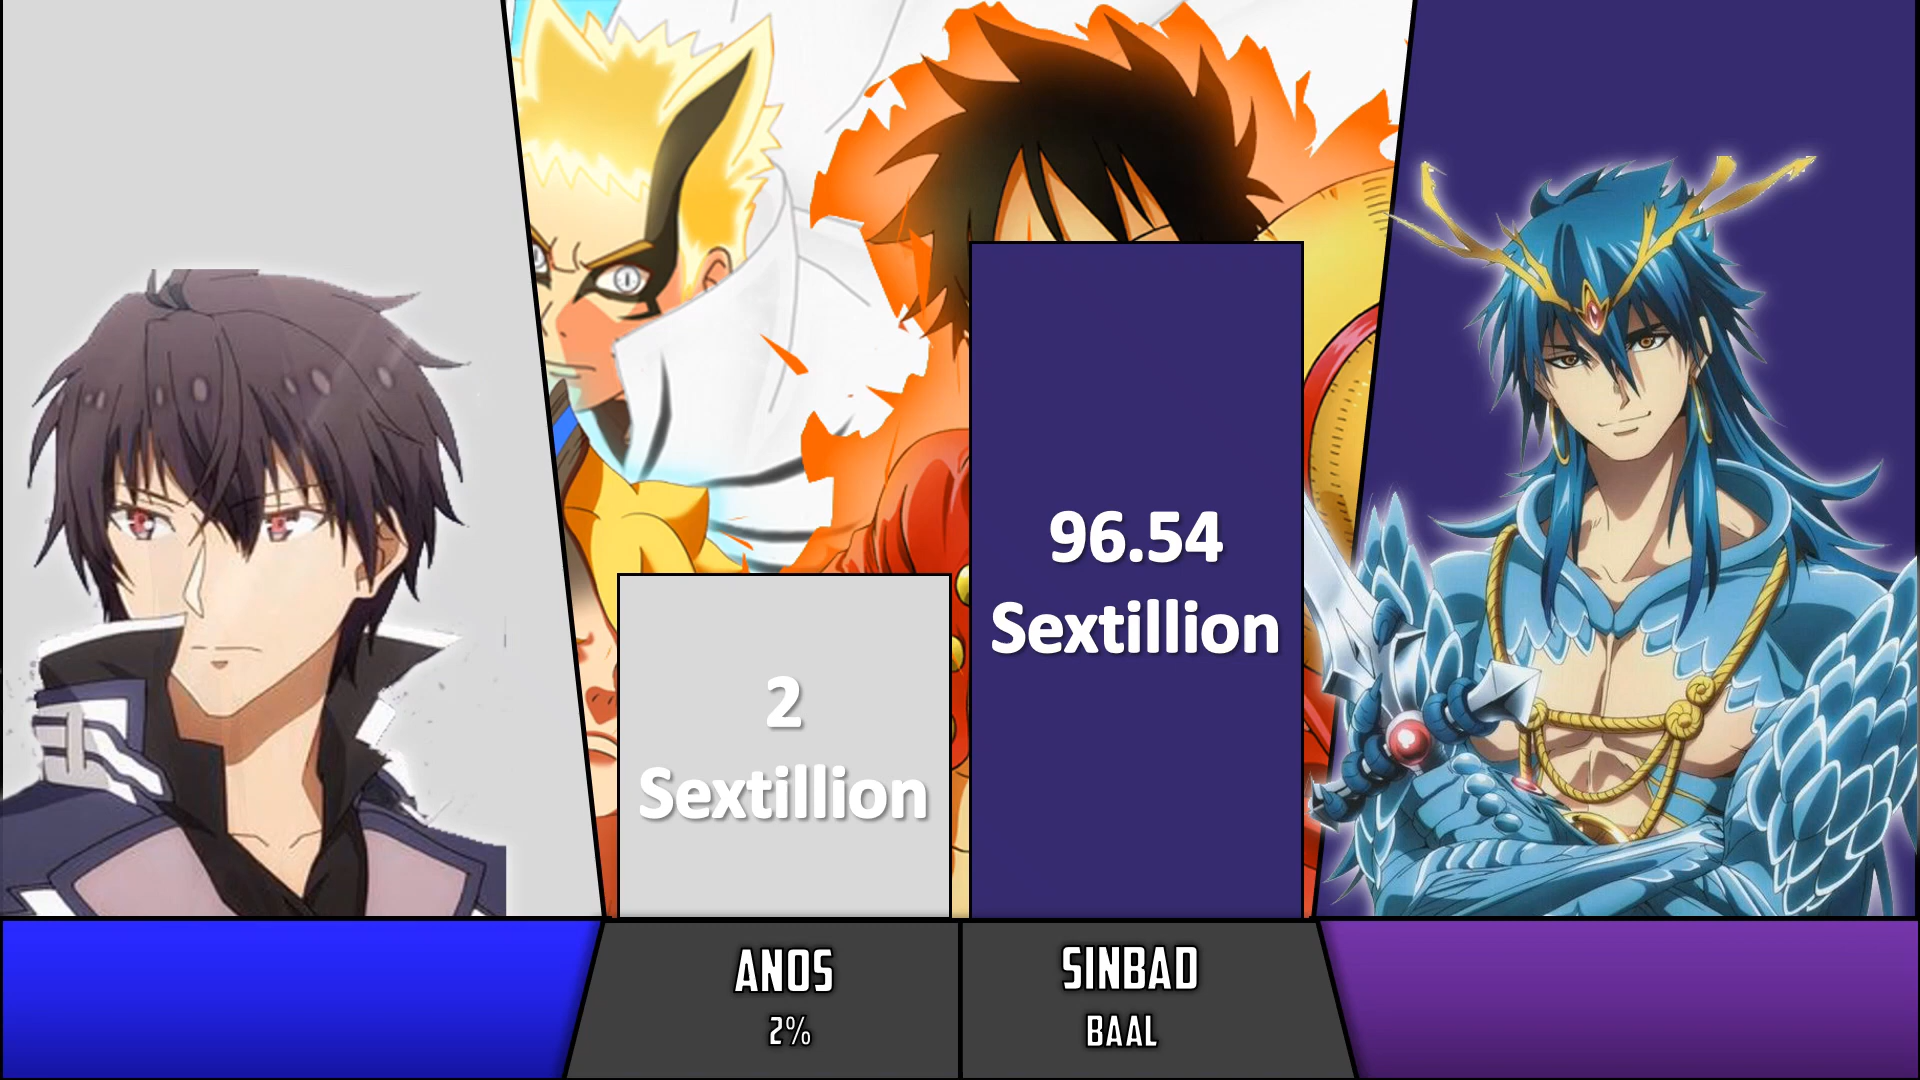 2
Sextillion
96.54
Sextillion
ANOS
2%
SINBAD
BAAL